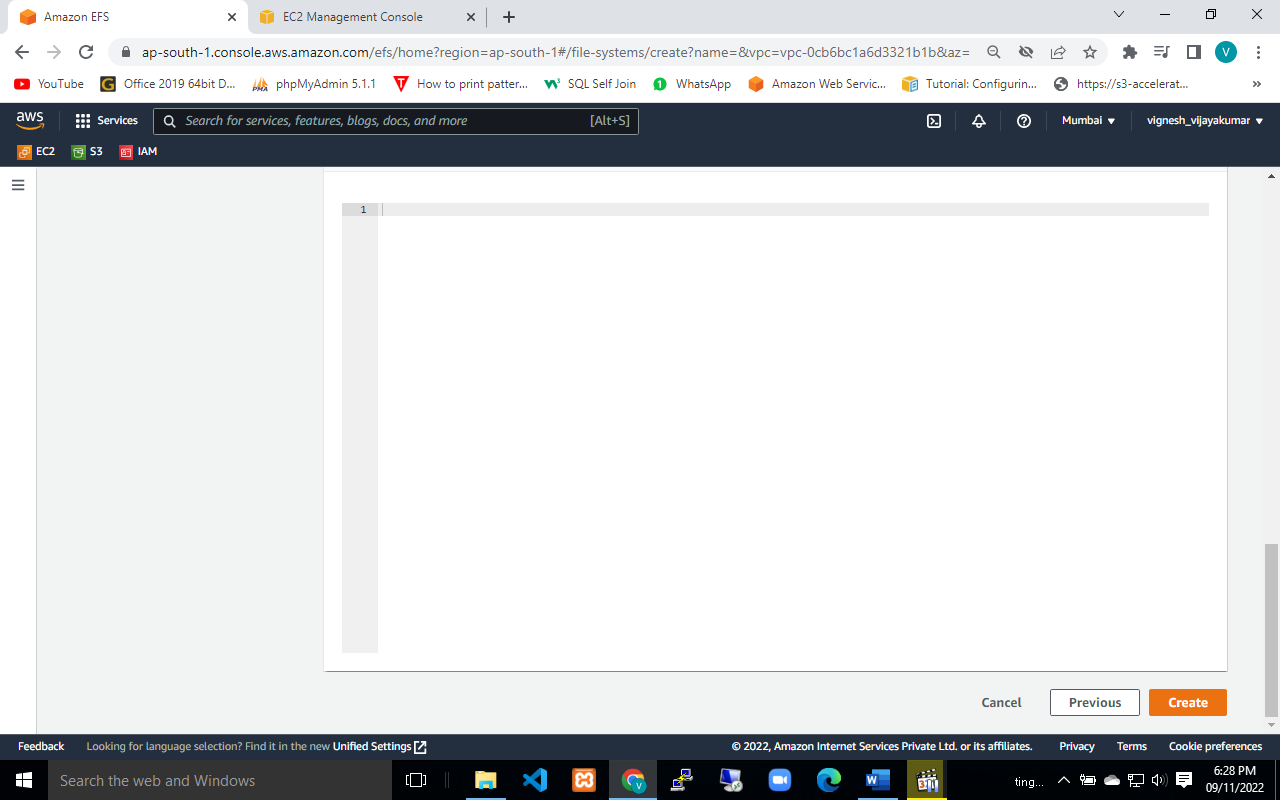 Amazon EFS
EC2 Management Console
ap-south-1.console.aws.amazon.com/efs/home?region=ap-south-1#/file-systems/create?name=&vpc=vpc-0cb6bc1a6d3321b1b&az=
V
YouTube
Office 2019 64bit D...
phpMyAdmin 5.1.1
How to print patter...
SQL Self Join
WhatsApp
Amazon Web Servic...
Tutorial: Configurin...
https://s3-accelerat...
»
aws
Services
Search for services, features, blogs, docs, and more
[Alt+S]
Mumbai
vignesh_vijayakumar
EC2
S3
IAM
1
Cancel
Previous
Create
Feedback
Looking for language selection? Find it in the new Unified Settings
© 2022, Amazon Internet Services Private Ltd. or its affiliates.
Privacy
Terms
Cookie preferences
Search the web and Windows
ting...
6:28 PM
09/11/2022